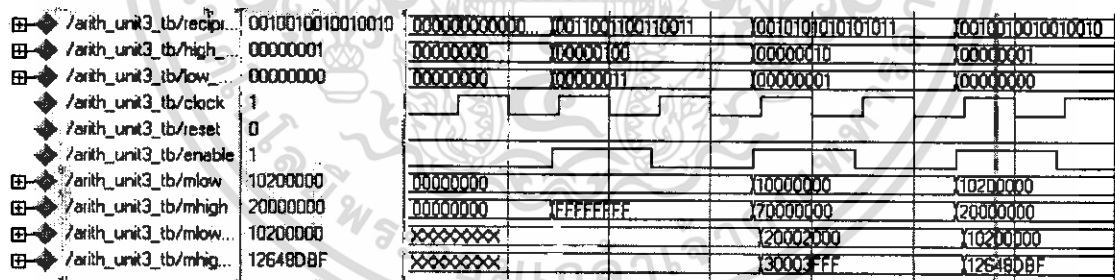 /arith_unit3_tb/recipr... 0010010010010010 000000000000... 0011001100110011 0010101010101011 0010010010010010
/arith_unit3_tb/high_... 00000001 00000000 00000100 00000010 00000001
/arith_unit3_tb/low_... 00000000 00000000 00000011 00000001 00000000
/arith_unit3_tb/clock 1
/arith_unit3_tb/reset 0
/arith_unit3_tb/enable 1
/arith_unit3_tb/mlow 10200000 00000000 10000000 10200000
/arith_unit3_tb/mhigh 20000000 00000000 FFFFFFFF 70000000 20000000
/arith_unit3_tb/mlow... 10200000 XXXXXXXX 20002000 10200000
/arith_unit3_tb/mhig... 12648DBF XXXXXXXX 30003FFF 12648DBF